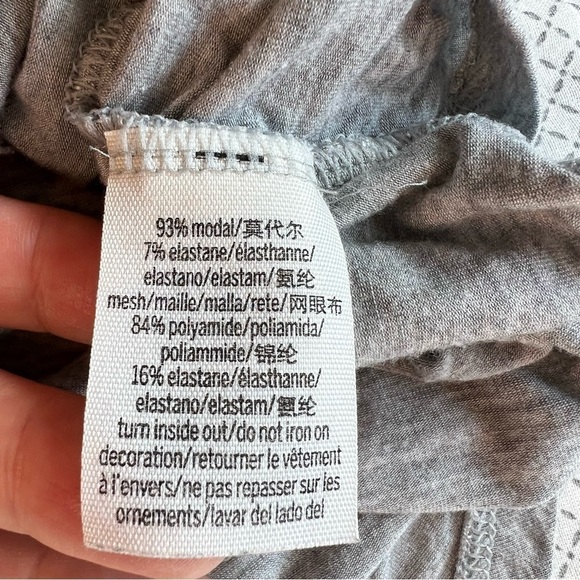 93% modal/莫代尔
7% elastane/élasthanne/
elastano/elastam/氨纶
mesh/maille/malla/rete/网眼布
84% polyamide/poliamida/
poliammide/锦纶
16% elastane/élasthanne/
elastano/elastam/氨纶
turn inside out/do not iron on
decoration/retourner le vêtement
à l'envers/ne pas repasser sur les
ornements/lavar del lado del